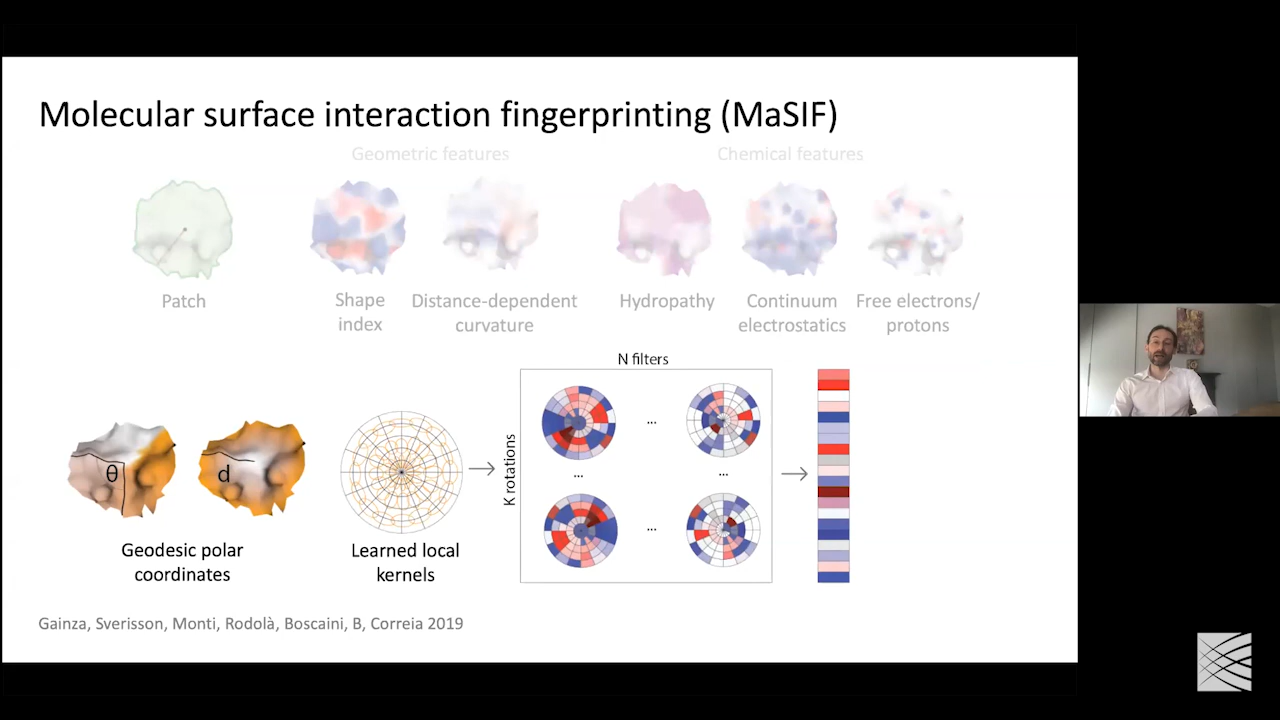 Molecular surface interaction fingerprinting (MaSIF)
Geometric features
Chemical features
Patch
Shape
index
Distance-dependent
curvature
Hydropathy
Continuum
electrostatics
Free electrons/
protons
N filters
K rotations
...
...
...
...
θ
d
Geodesic polar
coordinates
Learned local
kernels
Gainza, Sverisson, Monti, Rodolà, Boscaini, B, Correia 2019